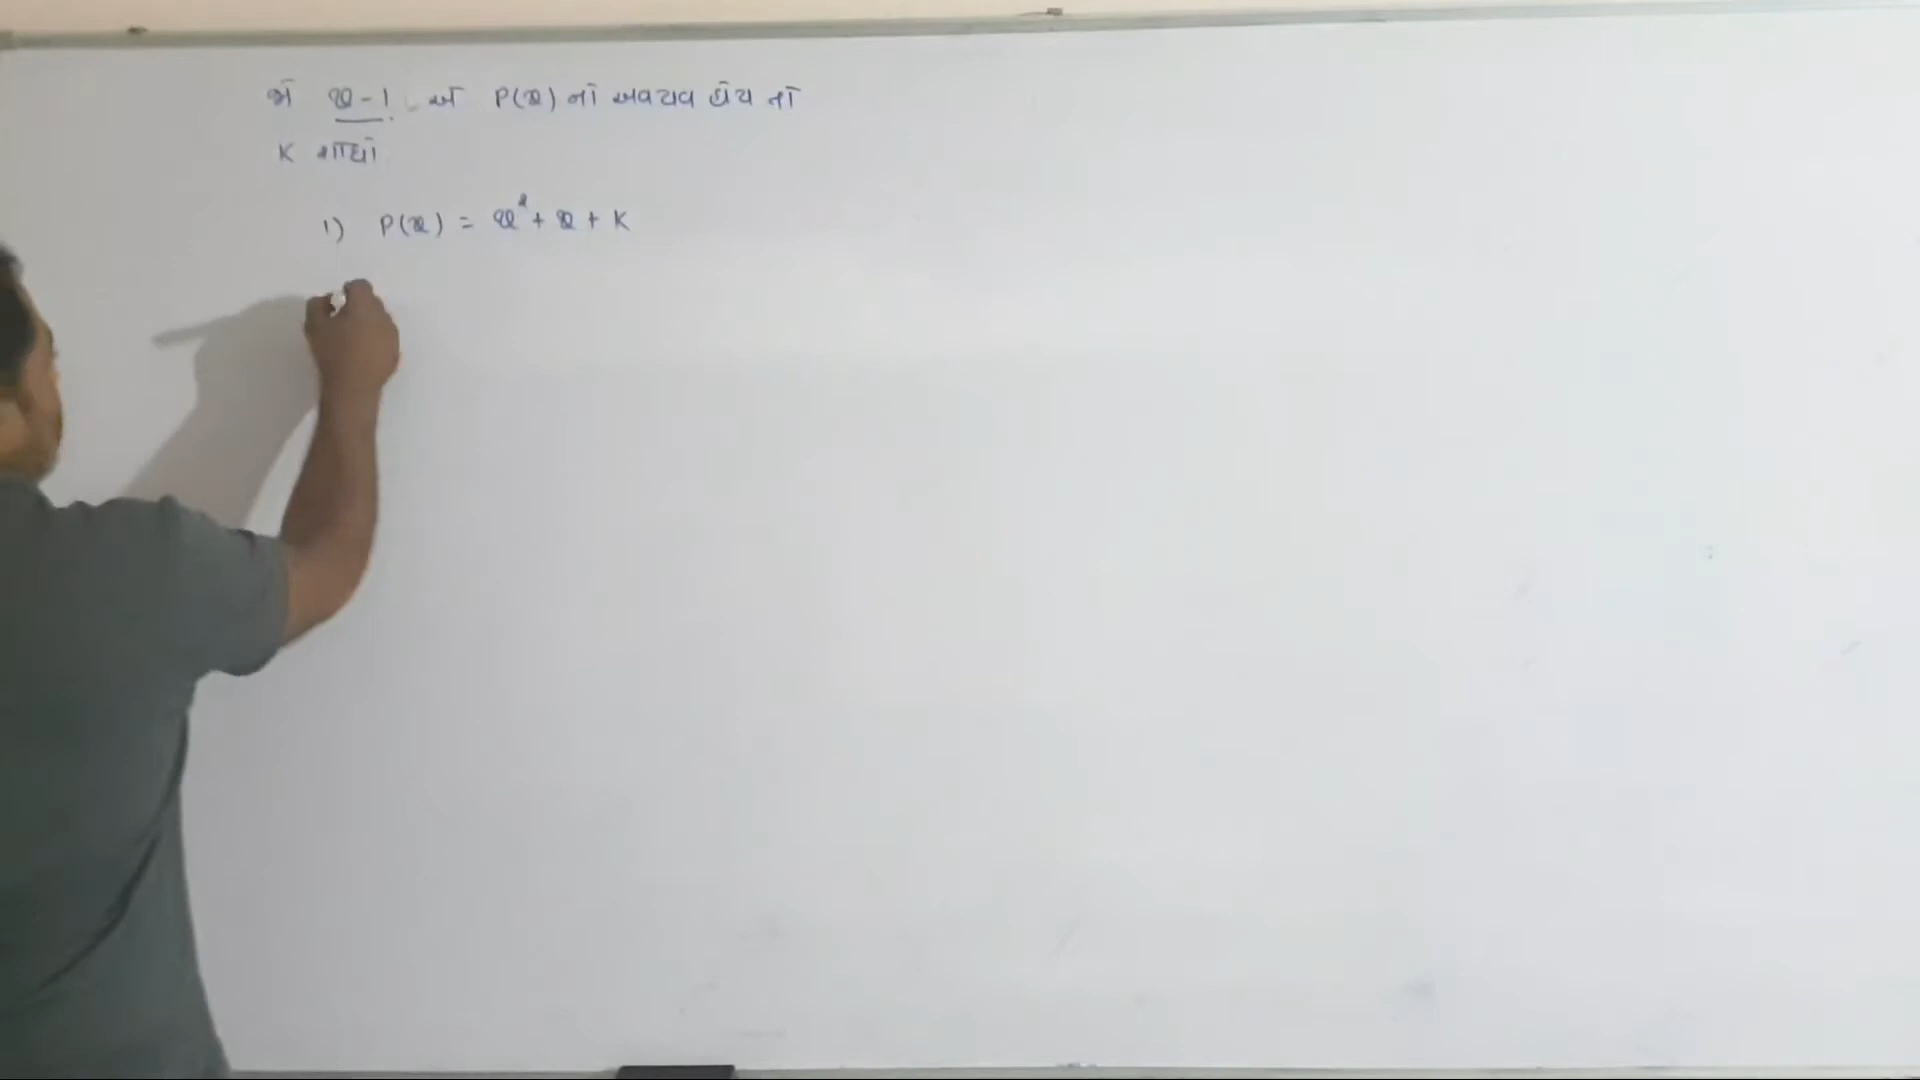 જો x-1 એ P(x) નો અવયવ હોય તો
K શોધો
1) P(x) = x² + x + K